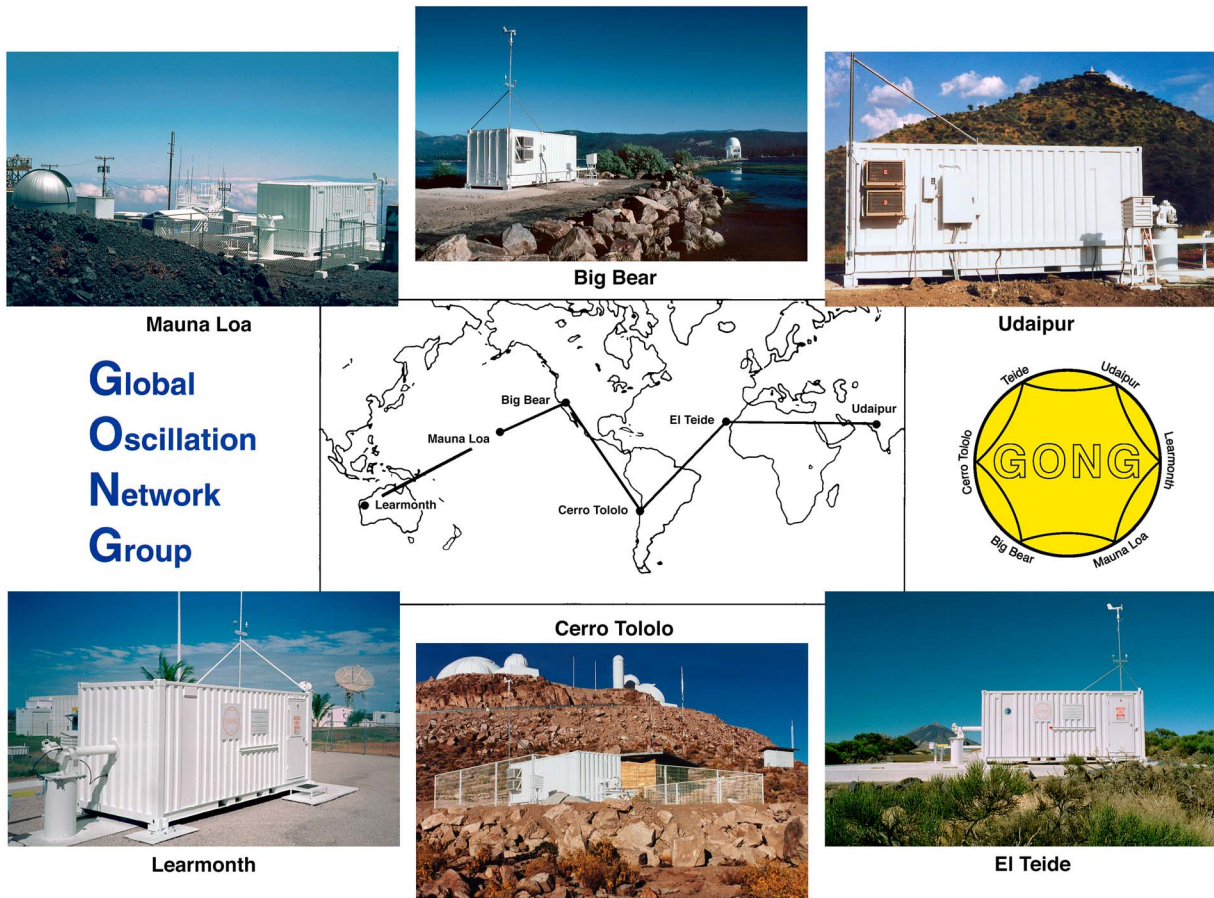 Big Bear
Mauna Loa
Udaipur
Global
Oscillation
Network
Group
Big Bear
Mauna Loa
Learmonth
El Teide
Udaipur
Cerro Tololo
Teide
Udaipur
Cerro Tololo
GONG
Learmonth
Big Bear
Mauna Loa
Cerro Tololo
Learmonth
El Teide